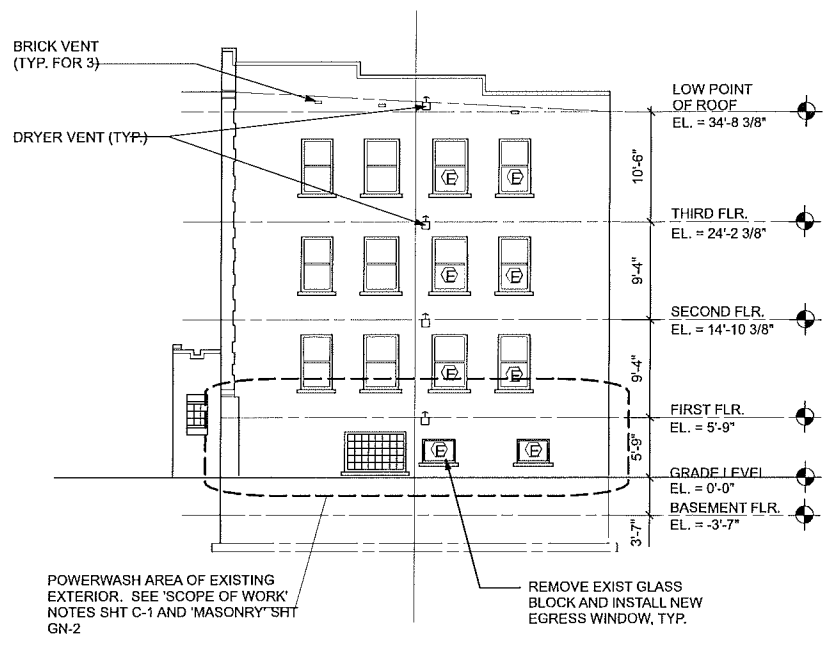 BRICK VENT
(TYP. FOR 3)
DRYER VENT (TYP.)
LOW POINT
OF ROOF
EL. = 34'-8 3/8"
10'-6"
THIRD FLR.
EL. = 24'-2 3/8"
9'-4"
SECOND FLR.
EL. = 14'-10 3/8"
9'-4"
FIRST FLR.
EL. = 5'-9"
5'-9"
GRADE LEVEL
EL. = 0'-0"
BASEMENT FLR.
EL. = -3'-7"
3'-7"
E
E
E
E
E
E
E
E
POWERWASH AREA OF EXISTING
EXTERIOR. SEE 'SCOPE OF WORK'
NOTES SHT C-1 AND 'MASONRY' SHT
GN-2
REMOVE EXIST GLASS
BLOCK AND INSTALL NEW
EGRESS WINDOW, TYP.